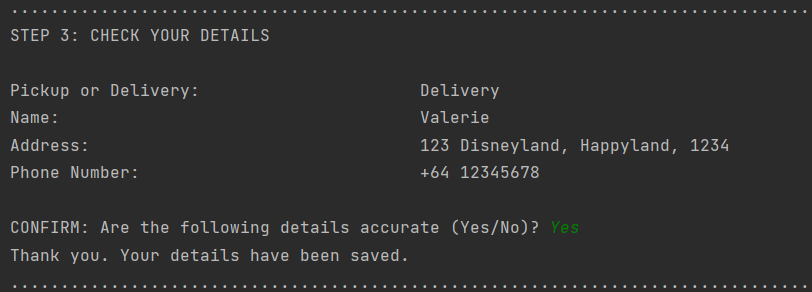 ................................................................................
STEP 3: CHECK YOUR DETAILS
Pickup or Delivery: Delivery
Name: Valerie
Address: 123 Disneyland, Happyland, 1234
Phone Number: +64 12345678
CONFIRM: Are the following details accurate (Yes/No)? Yes
Thank you. Your details have been saved.
................................................................................